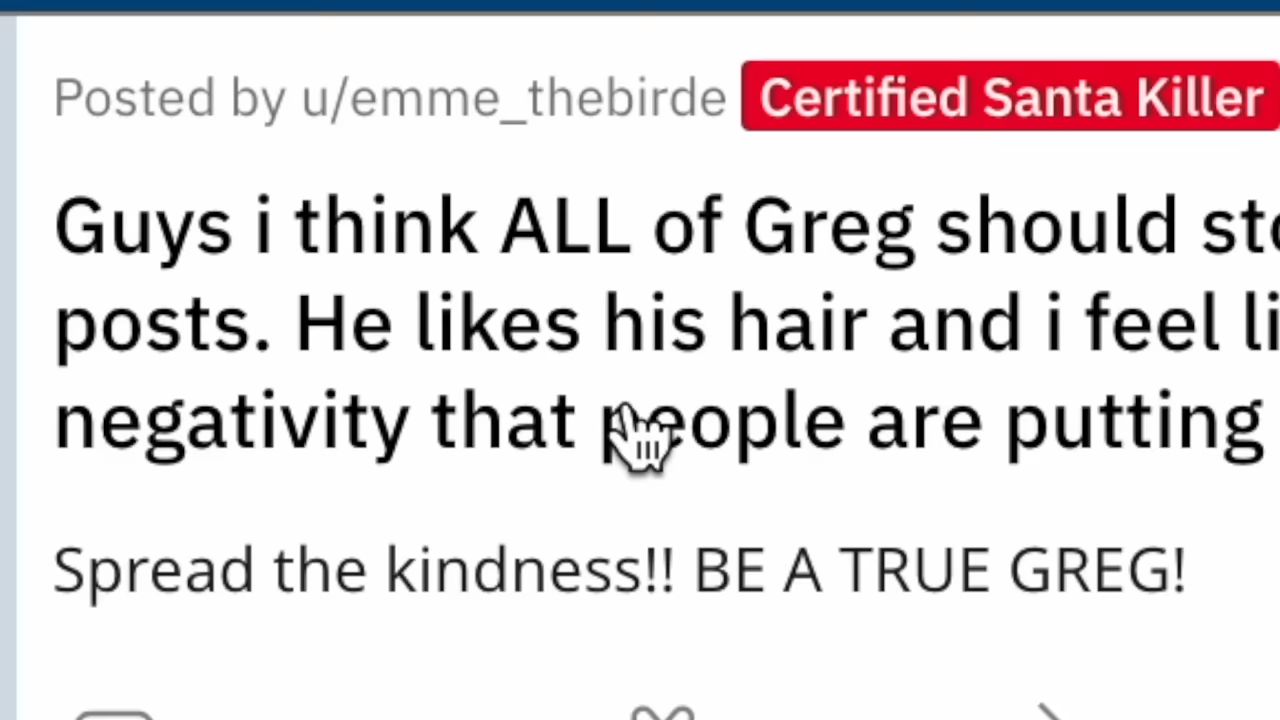 Posted by u/emme_thebirde Certified Santa Killer
Guys i think ALL of Greg should
posts. He likes his hair and i feel
negativity that people are putting
Spread the kindness!! BE A TRUE GREG!